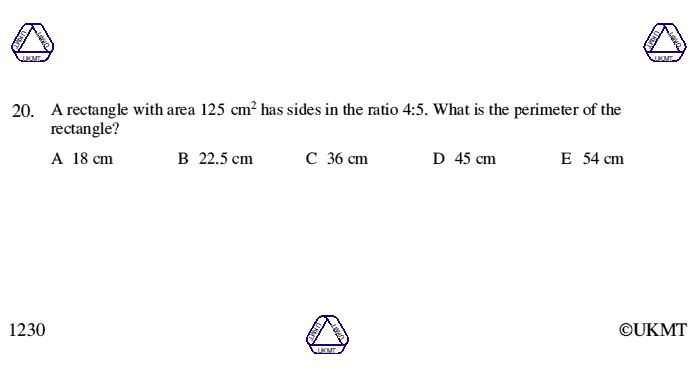 UKMT UKMT UKMT
UKMT UKMT UKMT
20. A rectangle with area 125 cm² has sides in the ratio 4:5. What is the perimeter of the
rectangle?
A 18 cm B 22.5 cm C 36 cm D 45 cm E 54 cm
1230
UKMT UKMT UKMT
©UKMT